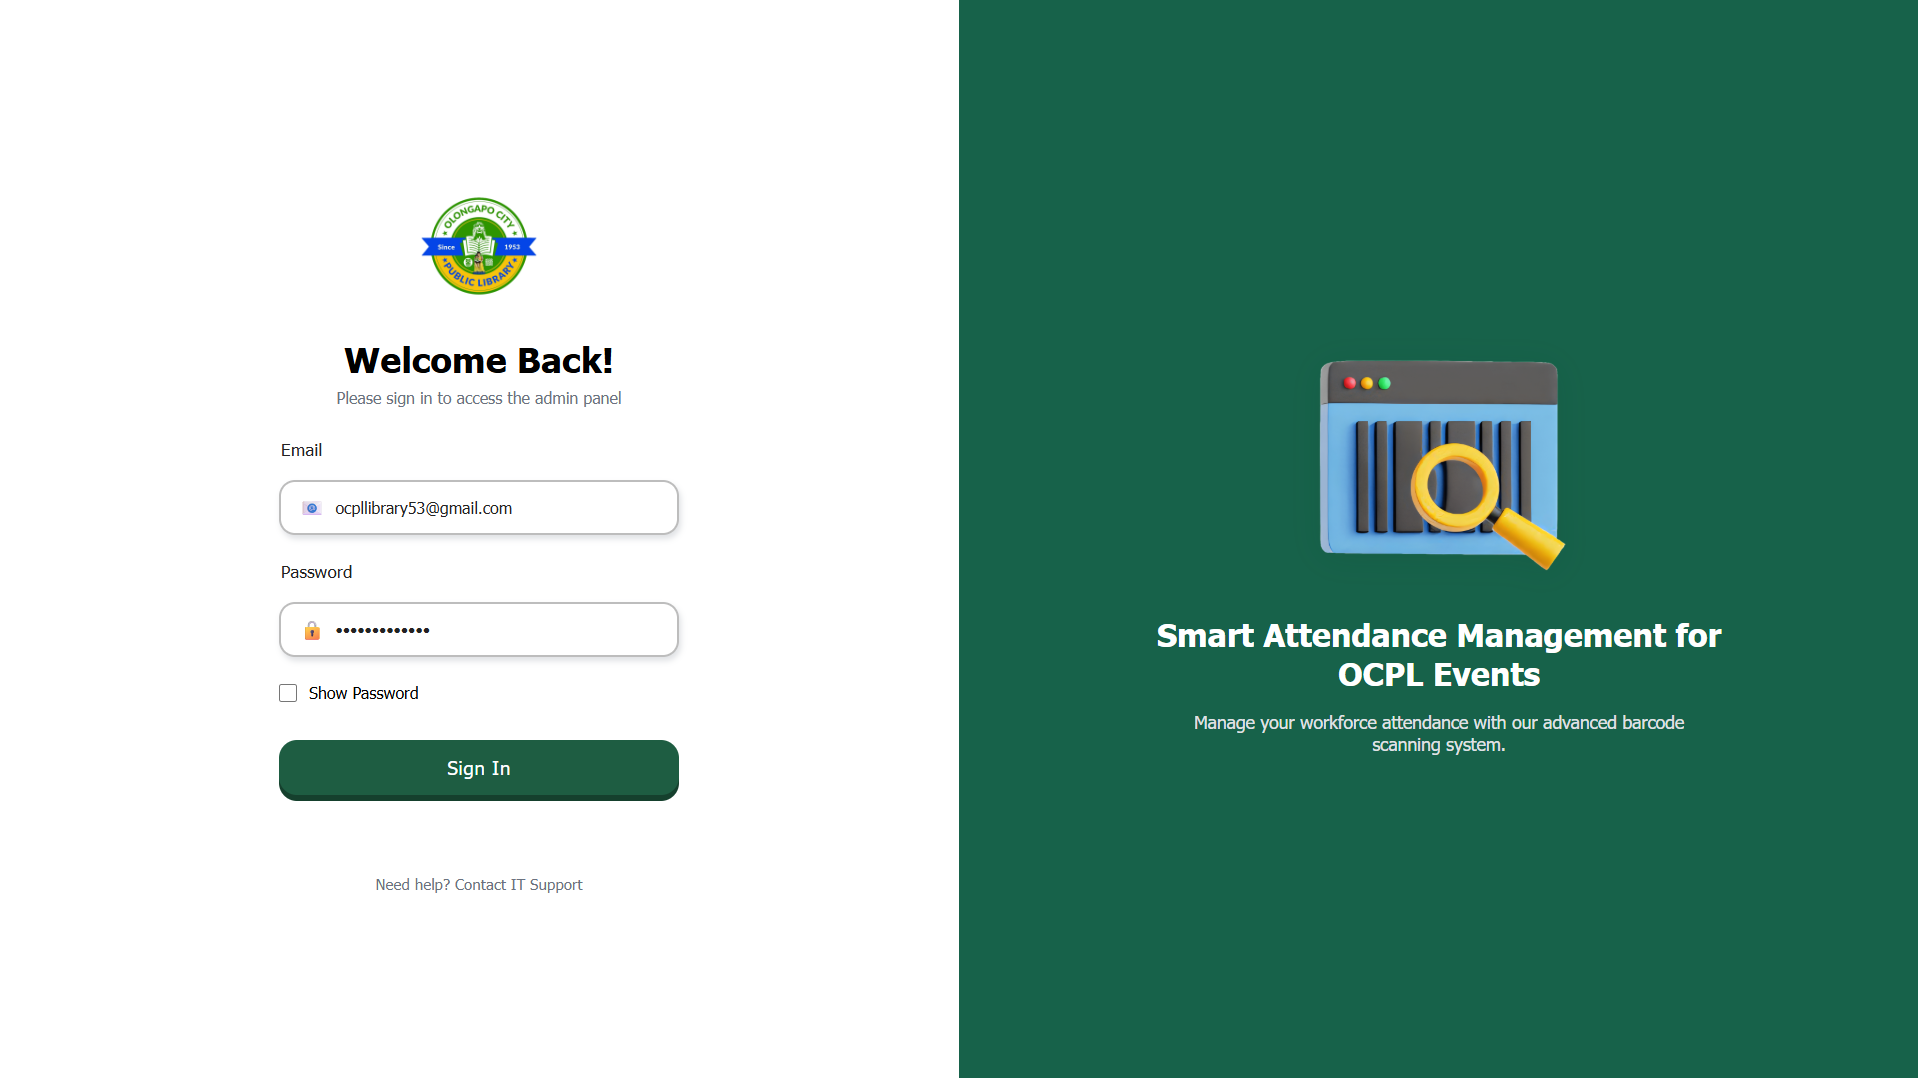 OLONGAPO CITY
Since 1953
PUBLIC LIBRARY
Welcome Back!
Please sign in to access the admin panel
Email
ocpllibrary53@gmail.com
Password
•••••••••••••
Show Password
Sign In
Need help? Contact IT Support
Smart Attendance Management for
OCPL Events
Manage your workforce attendance with our advanced barcode
scanning system.